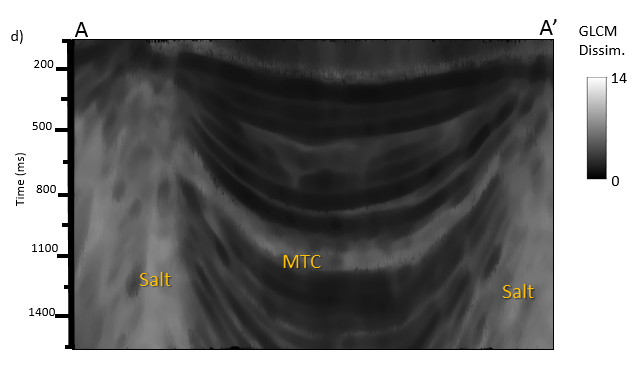 d)
A
A’
GLCM
Dissim.
14
0
Time (ms)
200
500
800
1100
1400
MTC
Salt
Salt